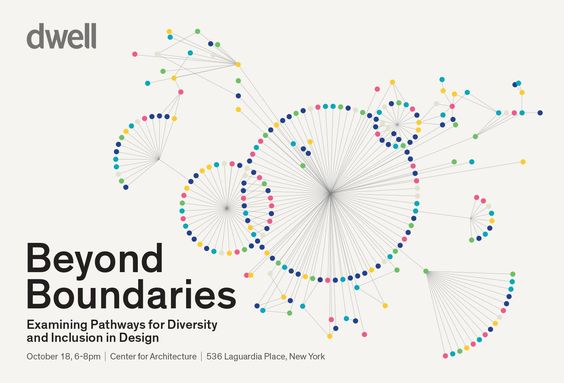 dwell
Beyond
Boundaries
Examining Pathways for Diversity
and Inclusion in Design
October 18, 6-8pm | Center for Architecture | 536 Laguardia Place, New York